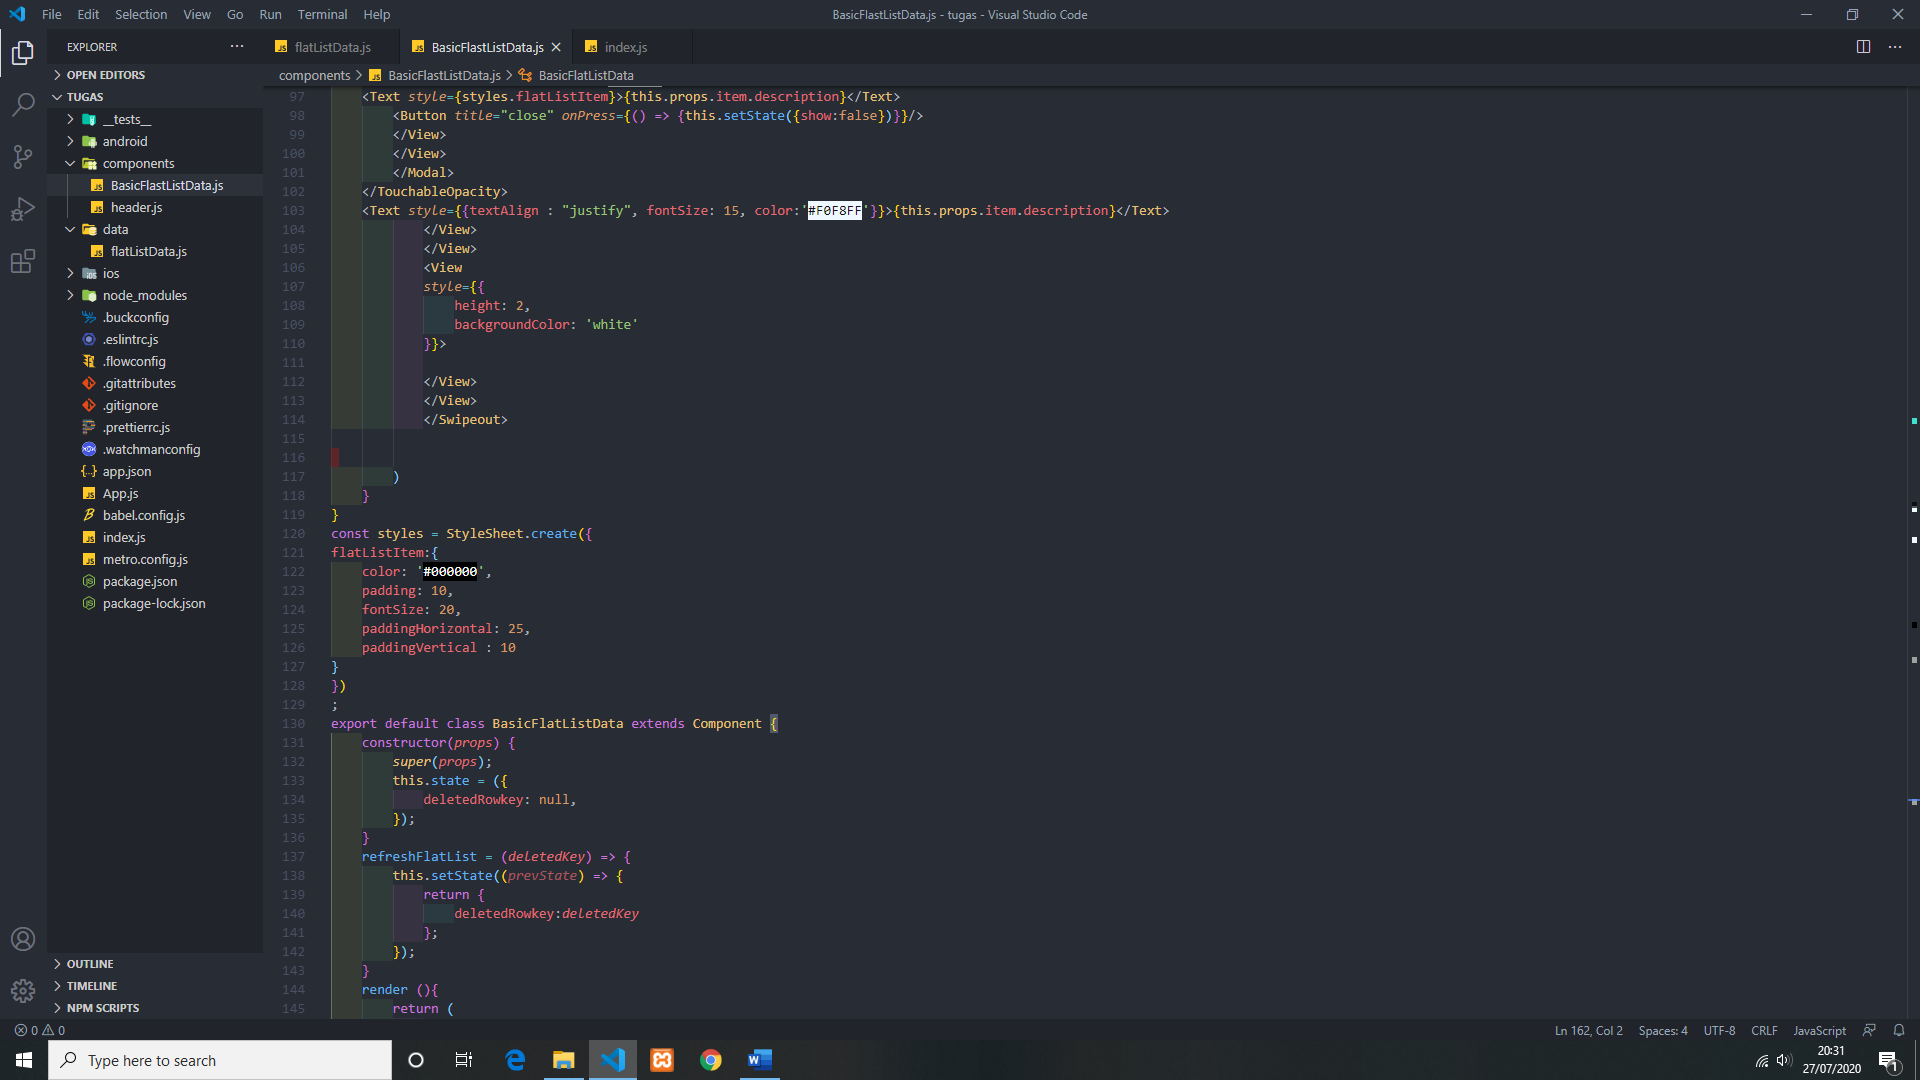 File Edit Selection View Go Run Terminal Help
BasicFlastListData.js - tugas - Visual Studio Code
EXPLORER
OPEN EDITORS
TUGAS
__tests__
android
components
BasicFlastListData.js
header.js
data
flatListData.js
ios
node_modules
.buckconfig
.eslintrc.js
.flowconfig
.gitattributes
.gitignore
.prettierrc.js
.watchmanconfig
app.json
App.js
babel.config.js
index.js
metro.config.js
package.json
package-lock.json
OUTLINE
TIMELINE
NPM SCRIPTS
flatListData.js BasicFlastListData.js index.js
components > BasicFlastListData.js > BasicFlatListData
97 <Text style={styles.flatListItem}>{this.props.item.description}</Text>
98 <Button title="close" onPress={() => {this.setState({show:false})}}/>
99 </View>
100 </View>
101 </Modal>
102 </TouchableOpacity>
103 <Text style={{textAlign : "justify", fontSize: 15, color:'#F0F8FF'}}>{this.props.item.description}</Text>
104 </View>
105 </View>
106 <View
107 style={{
108 height: 2,
109 backgroundColor: 'white'
110 }}>
111
112 </View>
113 </View>
114 </Swipeout>
115
116
117 )
118 }
119 }
120 const styles = StyleSheet.create({
121 flatListItem:{
122 color: '#000000',
123 padding: 10,
124 fontSize: 20,
125 paddingHorizontal: 25,
126 paddingVertical : 10
127 }
128 })
129 ;
130 export default class BasicFlatListData extends Component {
131 constructor(props) {
132 super(props);
133 this.state = ({
134 deletedRowkey: null,
135 });
136 }
137 refreshFlatList = (deletedKey) => {
138 this.setState((prevState) => {
139 return {
140 deletedRowkey:deletedKey
141 };
142 });
143 }
144 render (){
145 return (
0 0
Ln 162, Col 2 Spaces: 4 UTF-8 CRLF JavaScript
Type here to search
20:31
27/07/2020
1